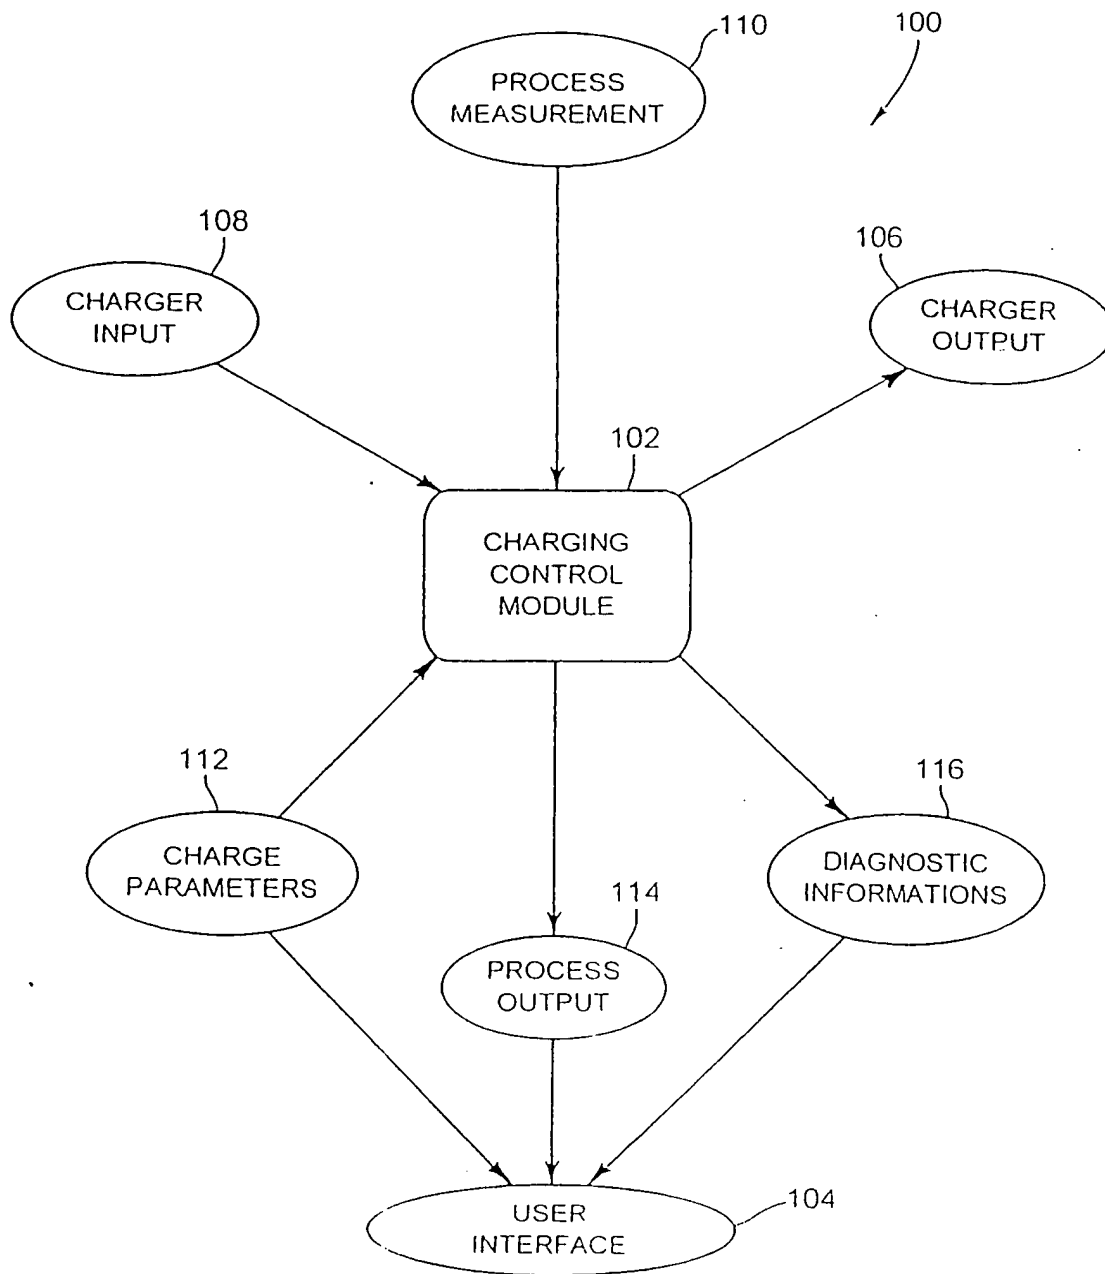 110
100
PROCESS
MEASUREMENT
108
106
CHARGER
INPUT
CHARGER
OUTPUT
102
CHARGING
CONTROL
MODULE
112
116
CHARGE
PARAMETERS
DIAGNOSTIC
INFORMATIONS
114
PROCESS
OUTPUT
104
USER
INTERFACE